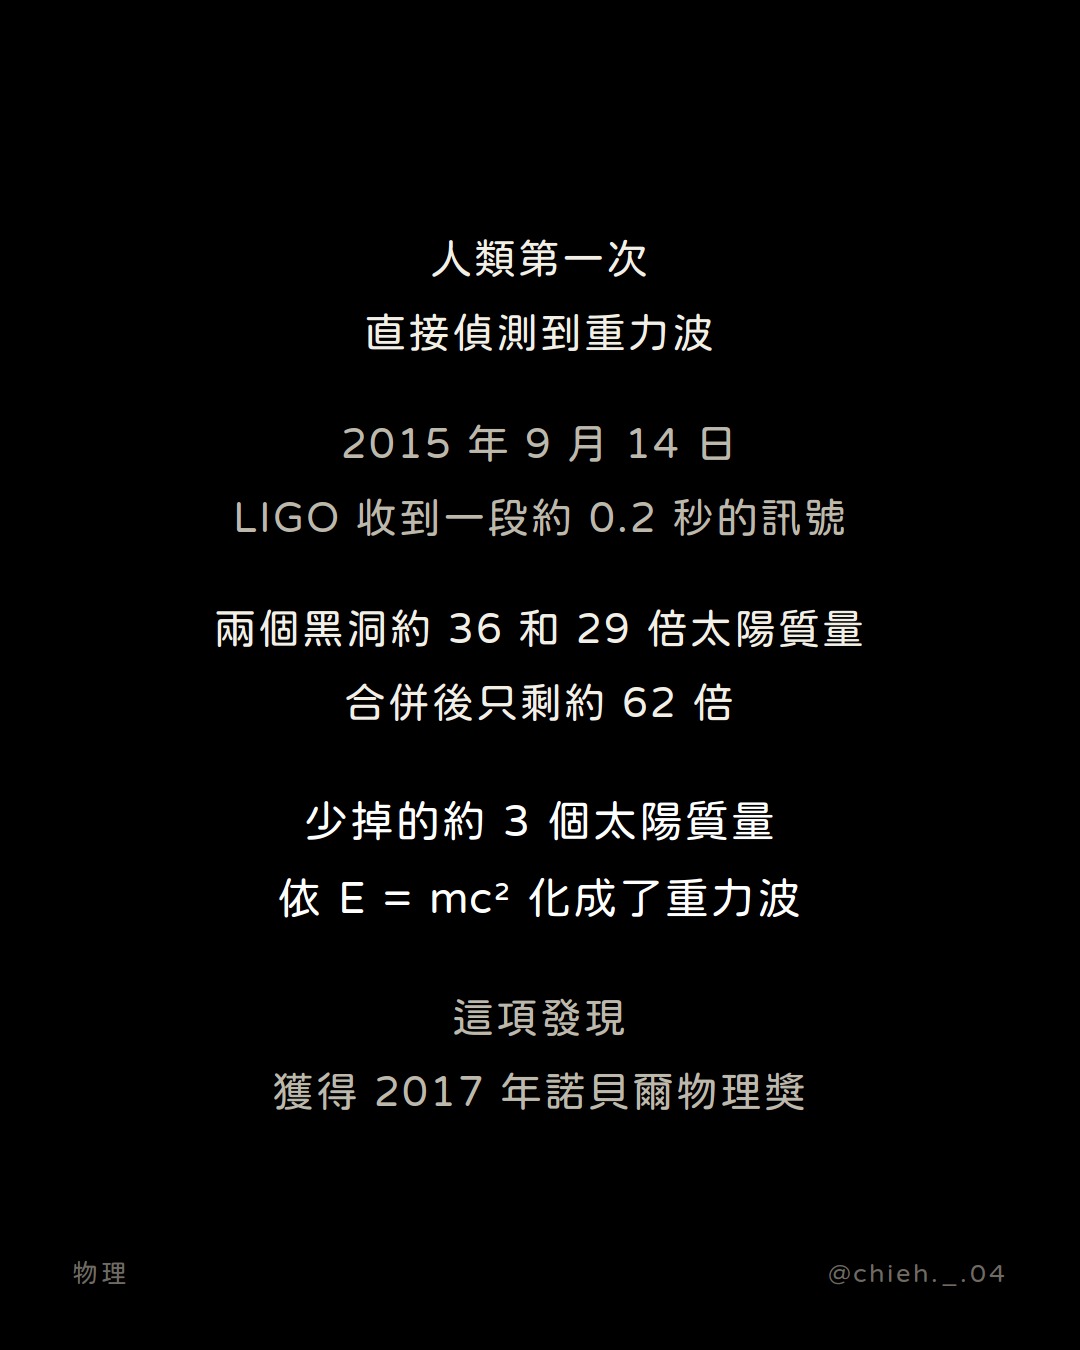 人類第一次
直接偵測到重力波
2015 年 9 月 14 日
LIGO 收到一段約 0.2 秒的訊號
兩個黑洞約 36 和 29 倍太陽質量
合併後只剩約 62 倍
少掉的約 3 個太陽質量
依 E = mc² 化成了重力波
這項發現
獲得 2017 年諾貝爾物理獎
物理
@chieh._.04